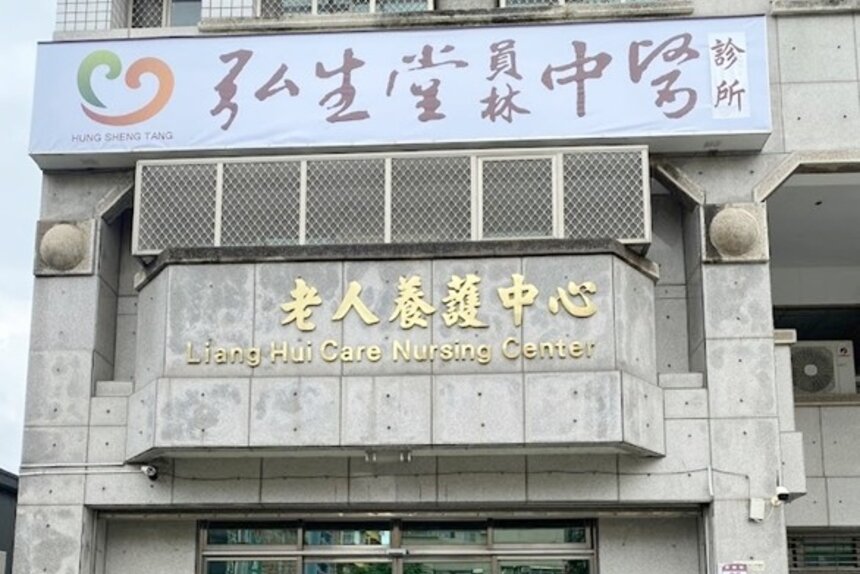 弘生堂員林中醫診所
HUNG SHENG TANG
老人養護中心
Liang Hui Care Nursing Center